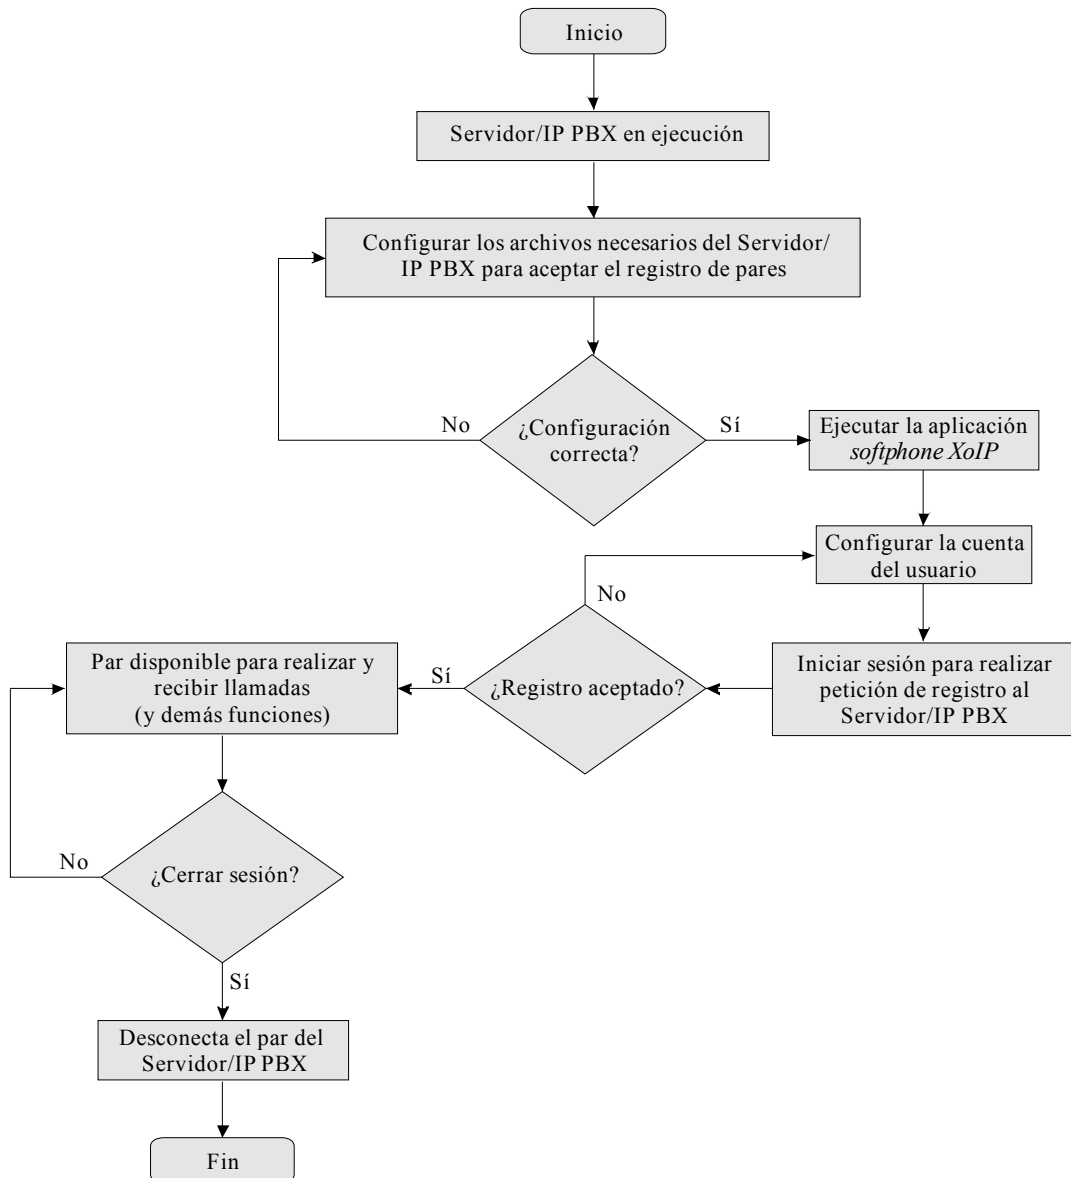 Inicio
Servidor/IP PBX en ejecución
Configurar los archivos necesarios del Servidor/
IP PBX para aceptar el registro de pares
¿Configuración
correcta?
No
Sí
Ejecutar la aplicación
softphone XoIP
Configurar la cuenta
del usuario
Iniciar sesión para realizar
petición de registro al
Servidor/IP PBX
¿Registro aceptado?
No
Sí
Par disponible para realizar y
recibir llamadas
(y demás funciones)
¿Cerrar sesión?
No
Sí
Desconecta el par del
Servidor/IP PBX
Fin